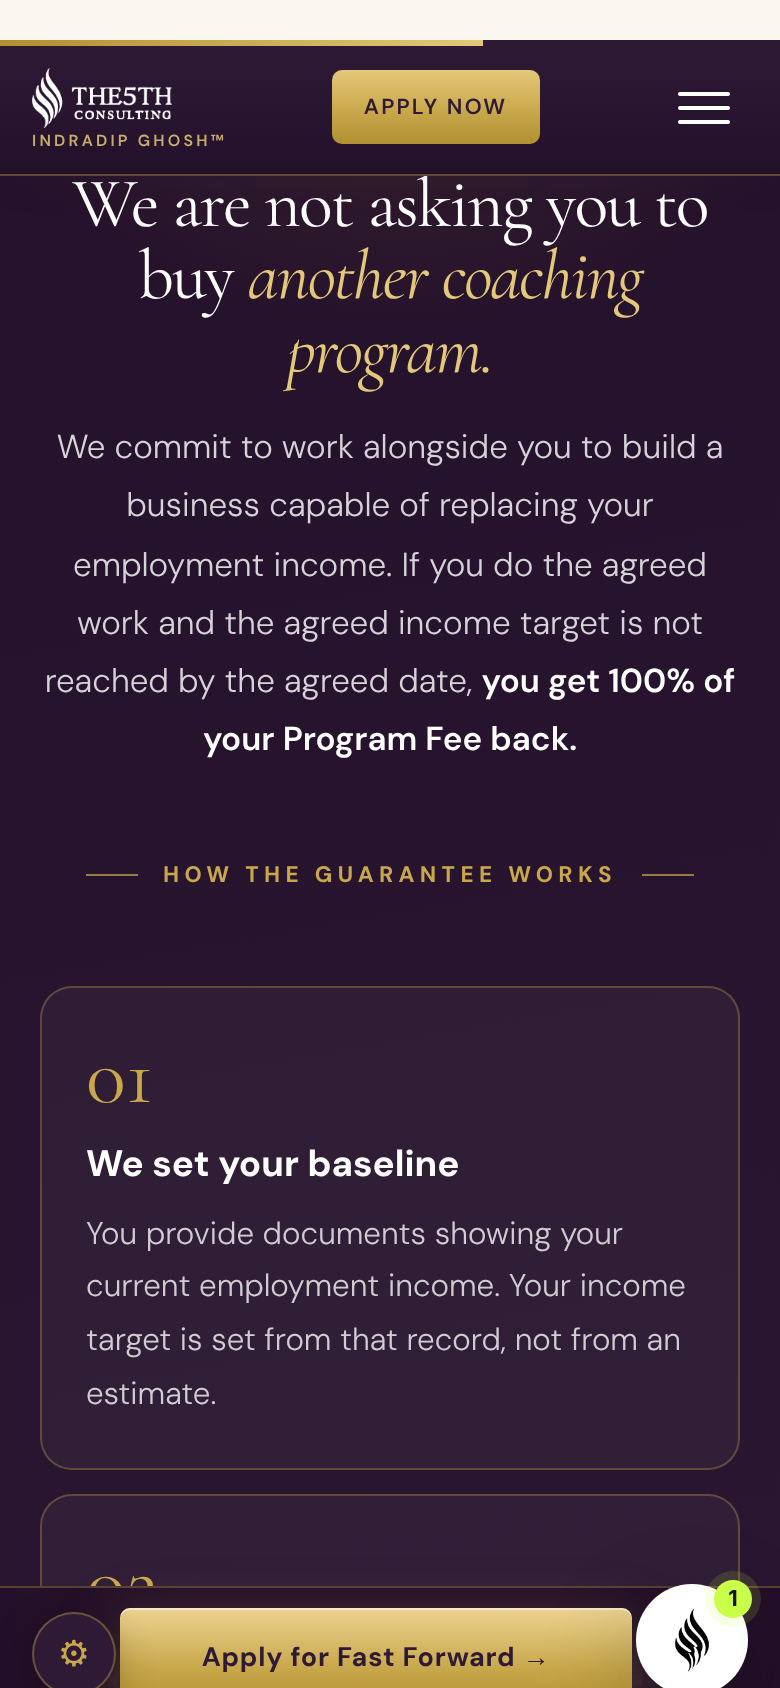 THE5TH
CONSULTING
INDRADIP GHOSH™
APPLY NOW
We are not asking you to
buy another coaching
program.
We commit to work alongside you to build a
business capable of replacing your
employment income. If you do the agreed
work and the agreed income target is not
reached by the agreed date, you get 100% of
your Program Fee back.
HOW THE GUARANTEE WORKS
01
We set your baseline
You provide documents showing your
current employment income. Your income
target is set from that record, not from an
estimate.
1
Apply for Fast Forward →